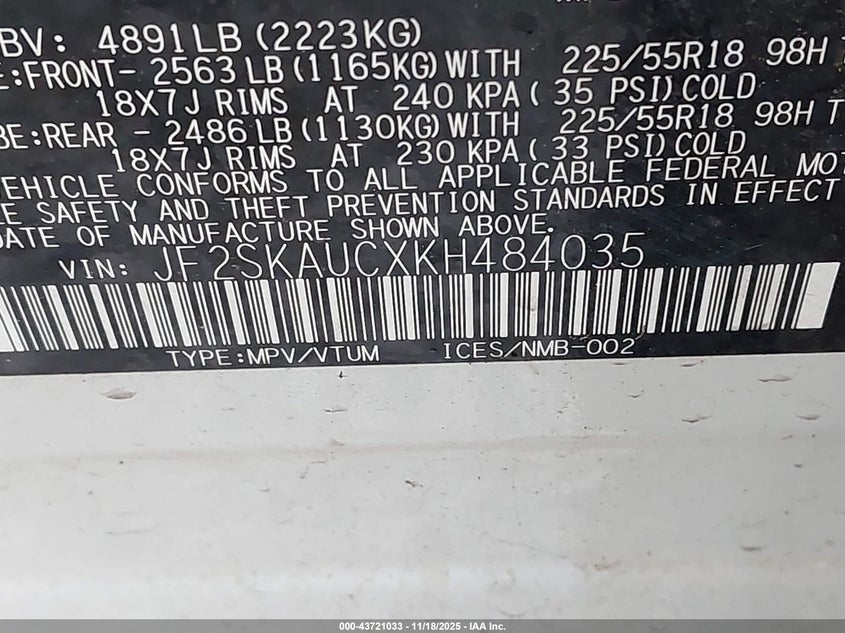 BV: 4891LB (2223KG)
E:FRONT- 2563 LB(1165KG)WITH 225/55R18 98H T
18X7J RIMS AT 240 KPA( 35 PSI)COLD
BE:REAR - 2486 LB(1130KG)WITH 225/55R18 98H T
18X7J RIMS AT 230 KPA( 33 PSI)COLD
EHICLE CONFORMS TO ALL APPLICABLE FEDERAL MOT
E SAFETY AND THEFT PREVENTION STANDARDS IN EFFECT
DATE OF MANUFACTURE SHOWN ABOVE.
VIN: JF2SKAUCXKH484035
TYPE:MPV/VTUM ICES/NMB-002
000-43721033 - 11/18/2025 - IAA Inc.